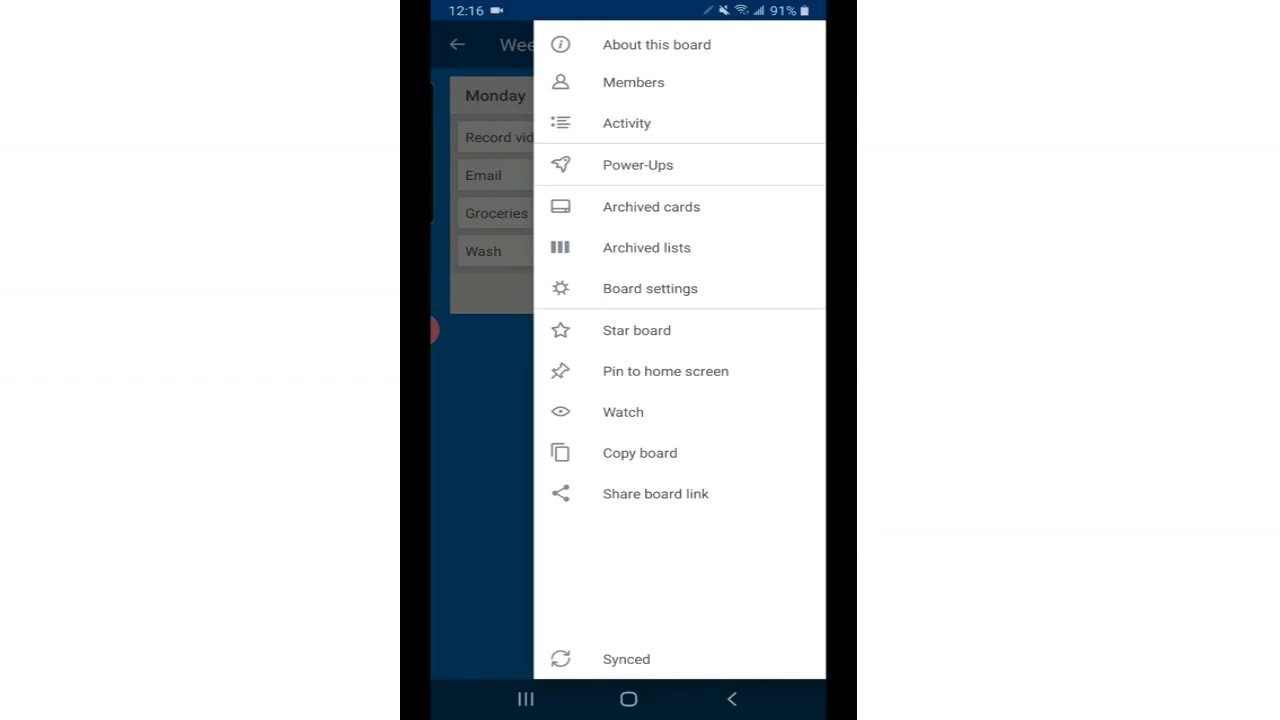 12:16
91%
Wee
About this board
Members
Monday
Activity
Record vid
Power-Ups
Email
Archived cards
Groceries
Archived lists
Wash
Board settings
Star board
Pin to home screen
Watch
Copy board
Share board link
Synced